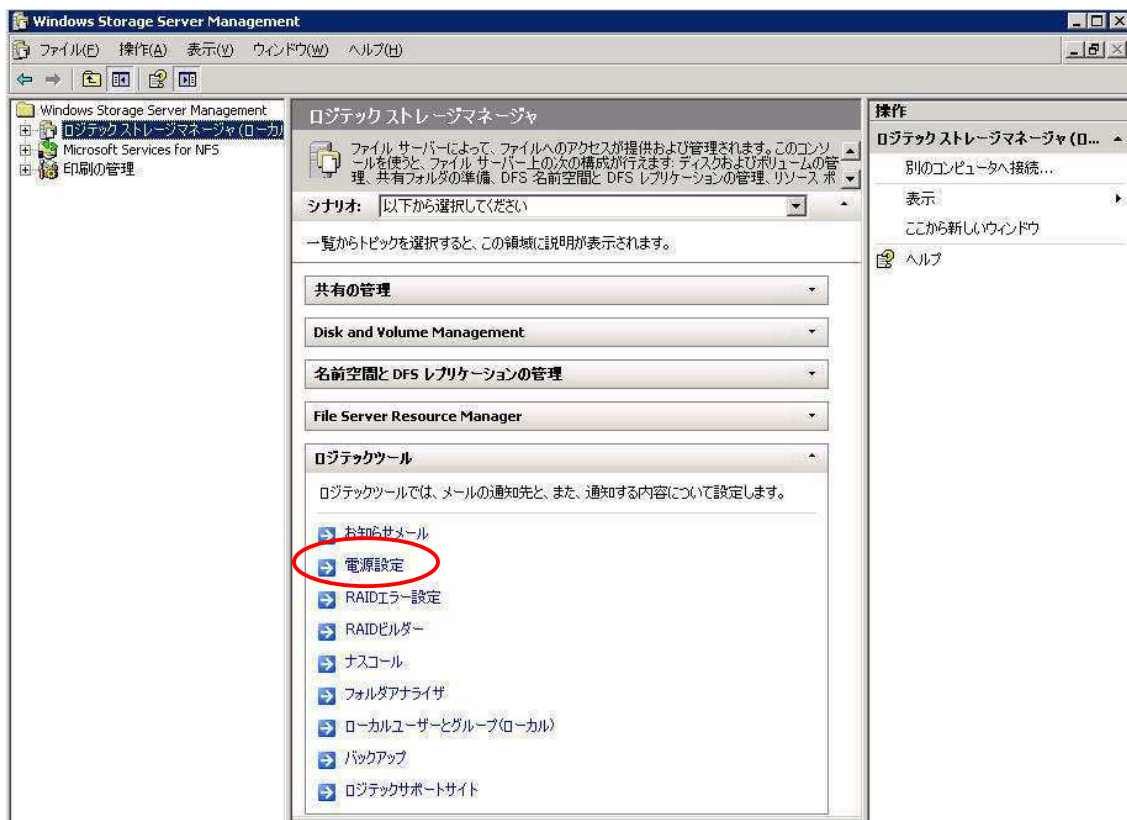 Windows Storage Server Management
ファイル(F) 操作(A) 表示(V) ウィンドウ(W) ヘルプ(H)
Windows Storage Server Management
ロジテック ストレージマネージャ (ローカル
Microsoft Services for NFS
印刷の管理
ロジテック ストレージマネージャ
ファイル サーバーによって、ファイルへのアクセスが提供および管理されます。このコンソ
ールを使うと、ファイル サーバー上の次の構成が行えます: ディスクおよびボリュームの管
理、共有フォルダの準備、DFS 名前空間と DFS レプリケーションの管理、リソース ポ
シナリオ: 以下から選択してください
一覧からトピックを選択すると、この領域に説明が表示されます。
共有の管理
Disk and Volume Management
名前空間と DFS レプリケーションの管理
File Server Resource Manager
ロジテックツール
ロジテックツールでは、メールの通知先と、また、通知する内容について設定します。
お知らせメール
電源設定
RAIDエラー設定
RAIDビルダー
ナスコール
フォルダアナライザ
ローカルユーザーとグループ(ローカル)
バックアップ
ロジテックサポートサイト
操作
ロジテック ストレージマネージャ (ロ...
別のコンピュータへ接続...
表示
ここから新しいウィンドウ
ヘルプ